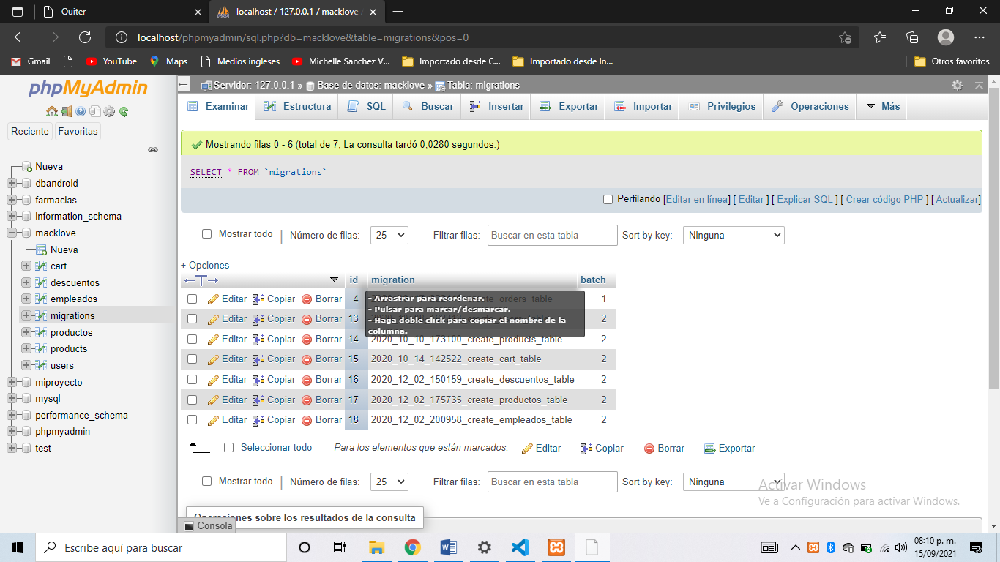 Quiter
localhost / 127.0.0.1 / macklove /
localhost/phpmyadmin/sql.php?db=macklove&table=migrations&pos=0
Gmail
YouTube
Maps
Medios ingleses
Michelle Sanchez V...
Importado desde C...
Importado desde In...
Otros favoritos
phpMyAdmin
Reciente
Favoritas
Nueva
dbandroid
farmacias
information_schema
macklove
Nueva
cart
descuentos
empleados
migrations
productos
products
users
miproyecto
mysql
performance_schema
phpmyadmin
test
Servidor: 127.0.0.1 » Base de datos: macklove » Tabla: migrations
Examinar Estructura SQL Buscar Insertar Exportar Importar Privilegios Operaciones Más
Mostrando filas 0 - 6 (total de 7, La consulta tardó 0,0280 segundos.)
SELECT * FROM `migrations`
Perfilando [Editar en línea] [ Editar ] [ Explicar SQL ] [ Crear código PHP ] [ Actualizar]
Mostrar todo | Número de filas: 25 Filtrar filas: Buscar en esta tabla Sort by key: Ninguna
+ Opciones
id migration batch
Editar Copiar Borrar 4 orders_table 1
- Arrastrar para reordenar.
- Pulsar para marcar/desmarcar.
- Haga doble click para copiar el nombre de la
columna.
Editar Copiar Borrar 13 2
Editar Copiar Borrar 14 2020_10_10_173100_create_products_table 2
Editar Copiar Borrar 15 2020_10_14_142522_create_cart_table 2
Editar Copiar Borrar 16 2020_12_02_150159_create_descuentos_table 2
Editar Copiar Borrar 17 2020_12_02_175735_create_productos_table 2
Editar Copiar Borrar 18 2020_12_02_200958_create_empleados_table 2
Seleccionar todo Para los elementos que están marcados: Editar Copiar Borrar Exportar
Mostrar todo | Número de filas: 25 Filtrar filas: Buscar en esta tabla Sort by key: Ninguna
Activar Windows
Ve a Configuración para activar Windows.
Operaciones sobre los resultados de la consulta
Consola
Escribe aquí para buscar
08:10 p. m.
15/09/2021